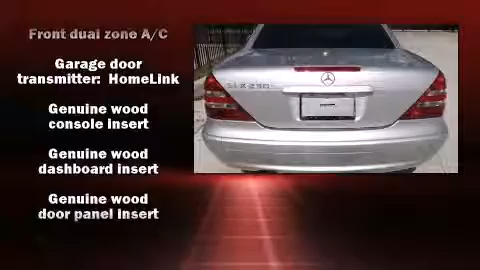 Front dual zone A/C
Garage door
transmitter:  HomeLink
Genuine wood
console insert
Genuine wood
dashboard insert
Genuine wood
door panel insert
SLK230